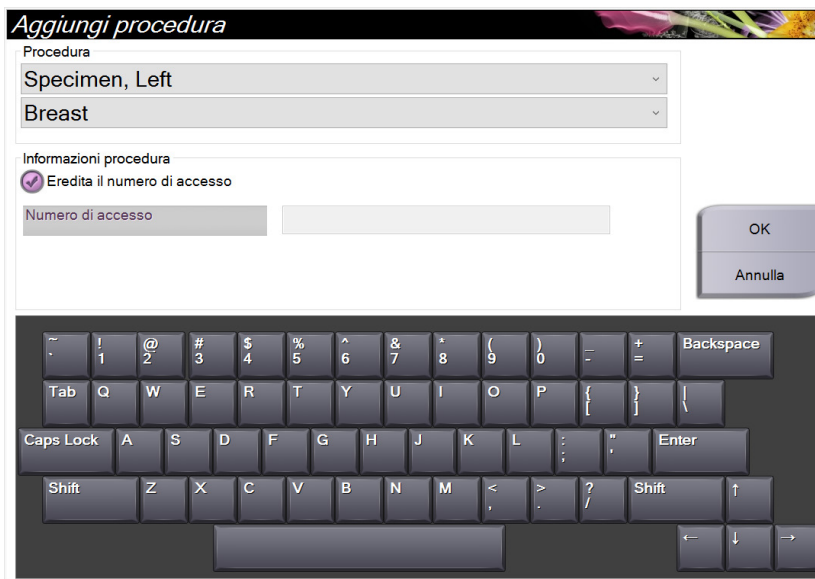 Aggiungi procedura
Procedura
Specimen, Left
Breast
Informazioni procedura
Eredita il numero di accesso
Numero di accesso
OK
Annulla
~ ! @ # $ % ^ & * ( ) _ + Backspace
` 1 2 3 4 5 6 7 8 9 0 - =
Tab Q W E R T Y U I O P { } |
[ ] \
Caps Lock A S D F G H J K L : " Enter
; '
Shift Z X C V B N M < > ? Shift ↑
, . /
← ↓ →